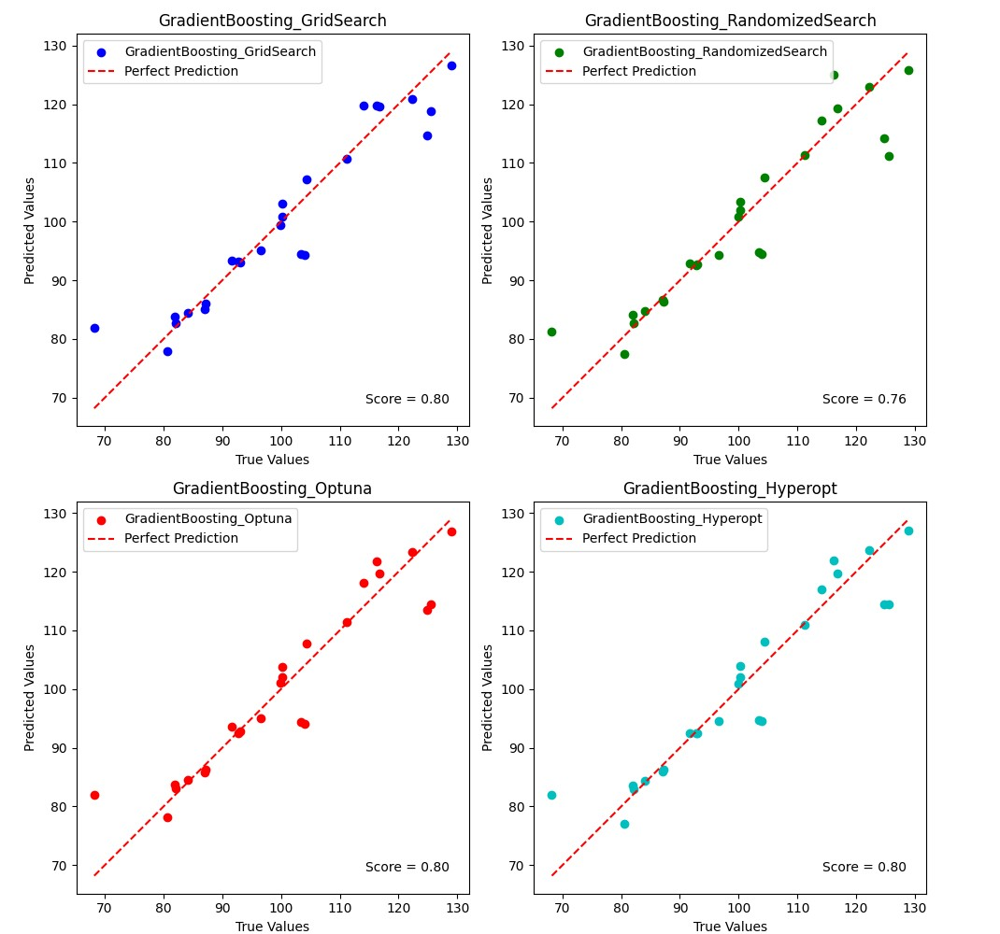 GradientBoosting_GridSearch
GradientBoosting_GridSearch
Perfect Prediction
130
120
110
100
90
80
70
Predicted Values
Score = 0.80
70 80 90 100 110 120 130
True Values
GradientBoosting_RandomizedSearch
GradientBoosting_RandomizedSearch
Perfect Prediction
130
120
110
100
90
80
70
Predicted Values
Score = 0.76
70 80 90 100 110 120 130
True Values
GradientBoosting_Optuna
GradientBoosting_Optuna
Perfect Prediction
130
120
110
100
90
80
70
Predicted Values
Score = 0.80
70 80 90 100 110 120 130
True Values
GradientBoosting_Hyperopt
GradientBoosting_Hyperopt
Perfect Prediction
130
120
110
100
90
80
70
Predicted Values
Score = 0.80
70 80 90 100 110 120 130
True Values